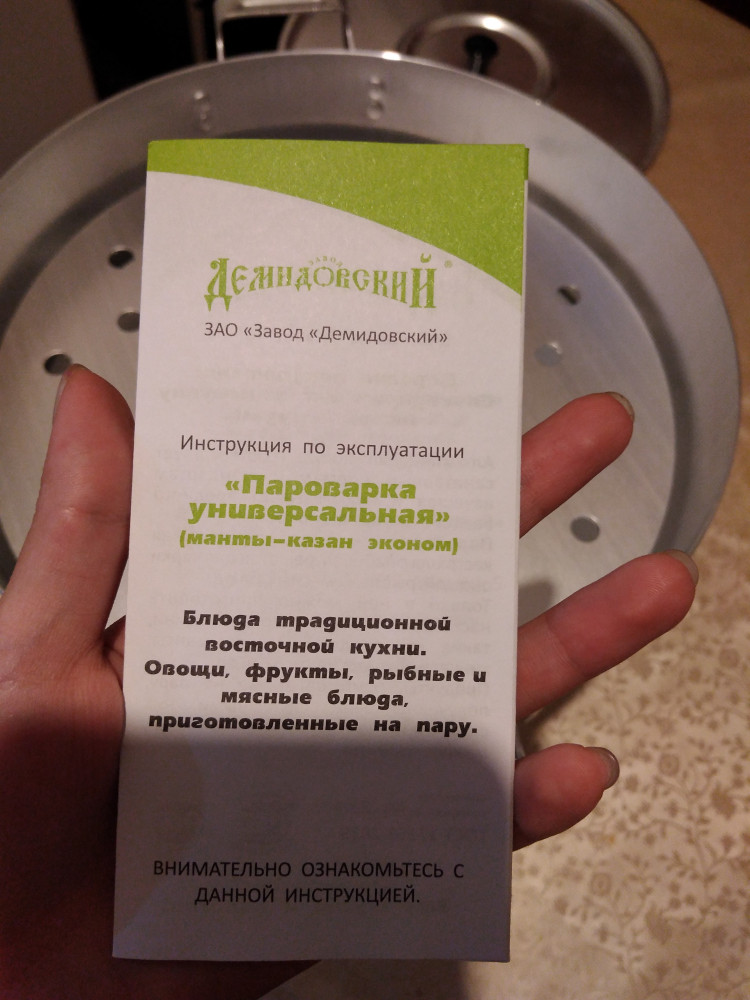 ЗАВОД
ДЕМИДОВСКИЙ®
ЗАО «Завод «Демидовский»
Инструкция по эксплуатации
«Пароварка
универсальная»
(манты-казан эконом)
Блюда традиционной
восточной кухни.
Овощи, фрукты, рыбные и
мясные блюда,
приготовленные на пару.
ВНИМАТЕЛЬНО ОЗНАКОМЬТЕСЬ С
ДАННОЙ ИНСТРУКЦИЕЙ.